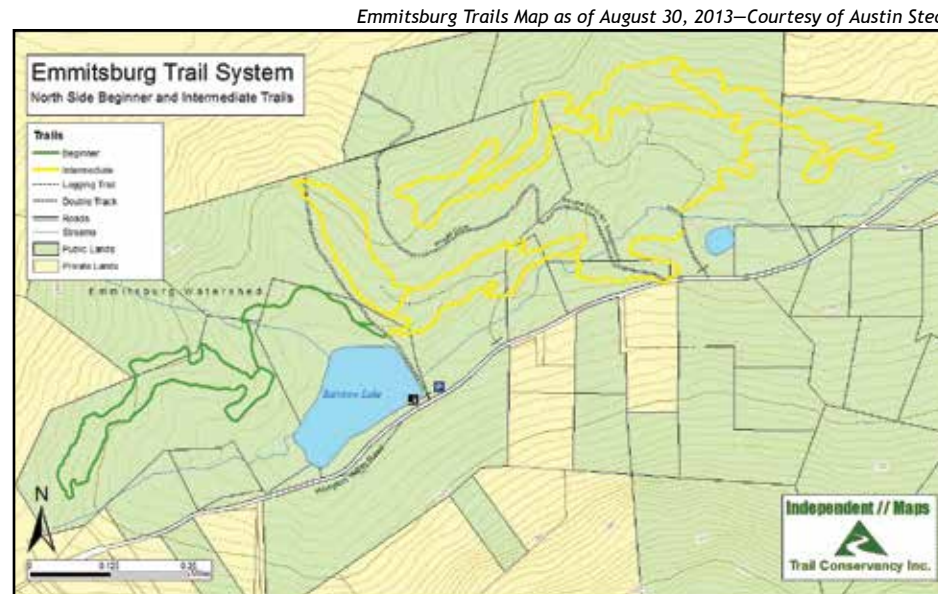 Emmitsburg Trails Map as of August 30, 2013—Courtesy of Austin Stec
Emmitsburg Trail System
North Side Beginner and Intermediate Trails
Trails
Beginner
Intermediate
Logging Trail
Double Track
Roads
Streams
Public Lands
Private Lands
Emmitsburg Watershed
Lake
N
0
Independent // Maps
Trail Conservancy Inc.